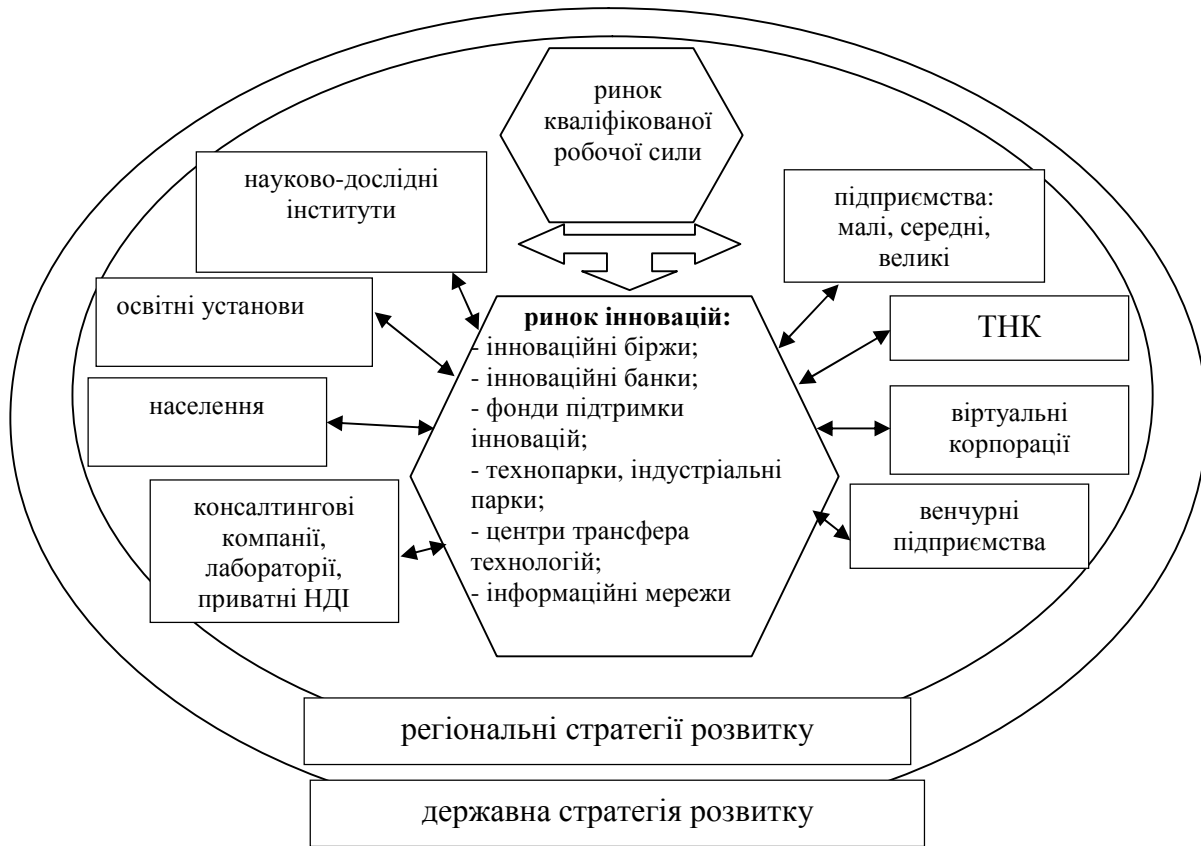 ринок
кваліфікованої
робочої сили
науково-дослідні
інститути
підприємства:
малі, середні,
великі
освітні установи
ТНК
населення
віртуальні
корпорації
консалтингові
компанії,
лабораторії,
приватні НДІ
венчурні
підприємства
ринок інновацій:
- інноваційні біржи;
- інноваційні банки;
- фонди підтримки
інновацій;
- технопарки, індустріальні
парки;
- центри трансфера
технологій;
- інформаційні мережи
регіональні стратегії розвитку
державна стратегія розвитку